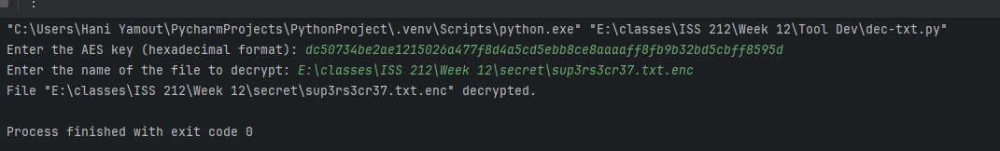 "C:\Users\Hani Yamout\PycharmProjects\PythonProject\.venv\Scripts\python.exe" "E:\classes\ISS 212\Week 12\Tool Dev\dec-txt.py"
Enter the AES key (hexadecimal format): dc50734be2ae1215026a477f8d4a5cd5ebb8ce8aaaaff8fb9b32bd5cbff8595d
Enter the name of the file to decrypt: E:\classes\ISS 212\Week 12\secret\sup3rs3cr37.txt.enc
File "E:\classes\ISS 212\Week 12\secret\sup3rs3cr37.txt.enc" decrypted.
Process finished with exit code 0